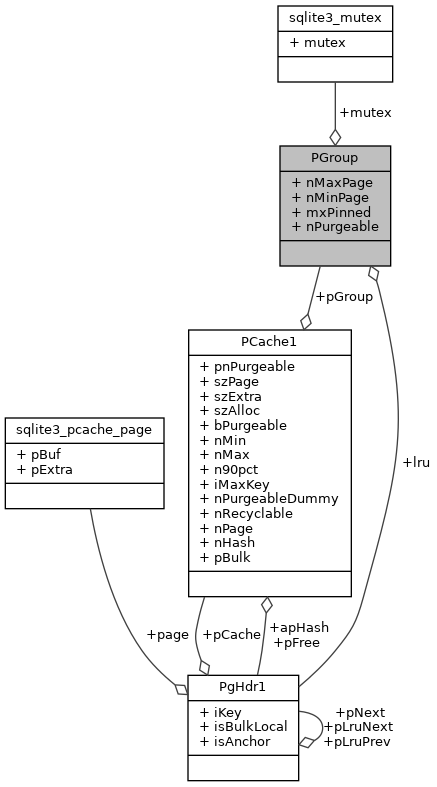 sqlite3_mutex
+ mutex
+mutex
PGroup
+ nMaxPage
+ nMinPage
+ mxPinned
+ nPurgeable
+pGroup
PCache1
+ pnPurgeable
+ szPage
+ szExtra
+ szAlloc
+ bPurgeable
+ nMin
+ nMax
+ n90pct
+ iMaxKey
+ nPurgeableDummy
+ nRecyclable
+ nPage
+ nHash
+ pBulk
sqlite3_pcache_page
+ pBuf
+ pExtra
+lru
+page
+pCache
+apHash
+pFree
PgHdr1
+ iKey
+ isBulkLocal
+ isAnchor
+pNext
+pLruNext
+pLruPrev